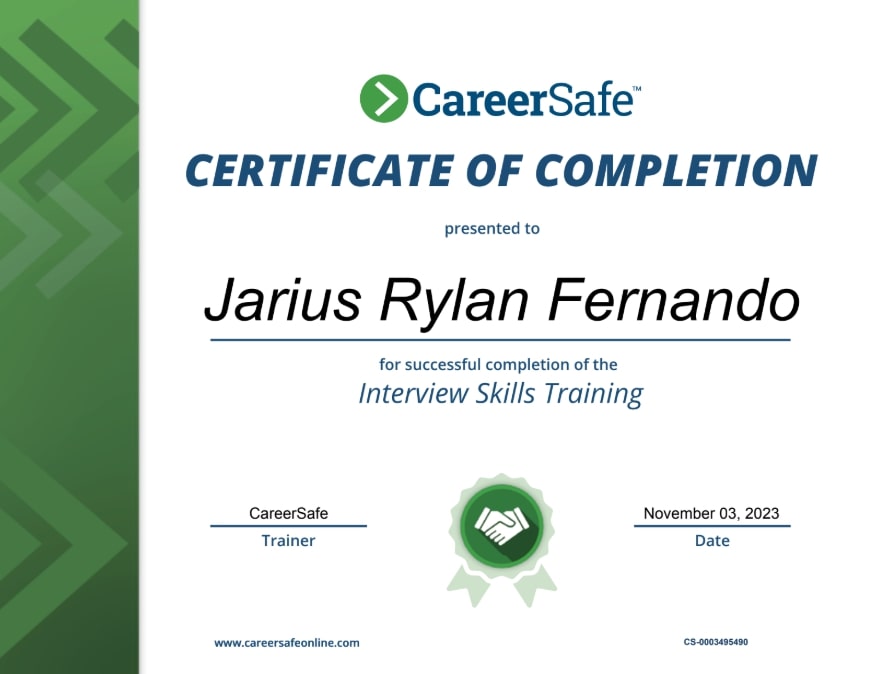 CareerSafe™
CERTIFICATE OF COMPLETION
presented to
Jarius Rylan Fernando
for successful completion of the
Interview Skills Training
CareerSafe
Trainer
November 03, 2023
Date
www.careersafeonline.com
CS-0003495490